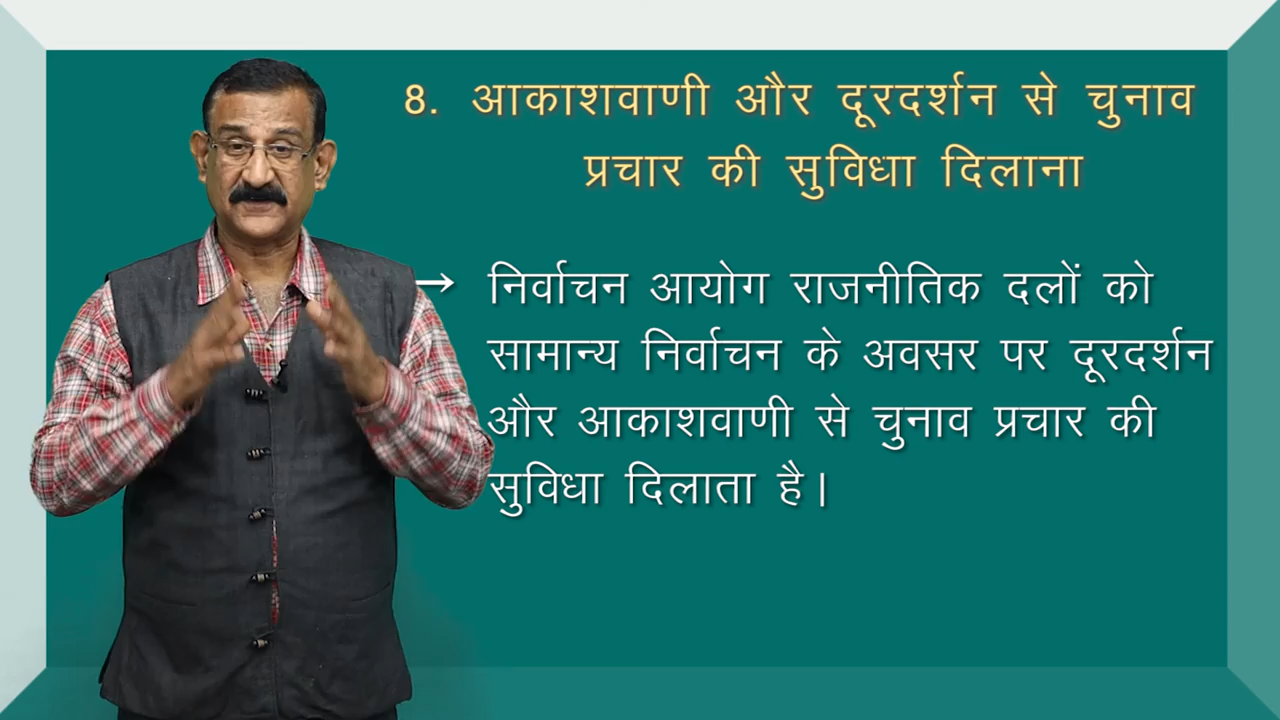 8. आकाशवाणी और दूरदर्शन से चुनाव
प्रचार की सुविधा दिलाना
→ निर्वाचन आयोग राजनीतिक दलों को
सामान्य निर्वाचन के अवसर पर दूरदर्शन
और आकाशवाणी से चुनाव प्रचार की
सुविधा दिलाता है।